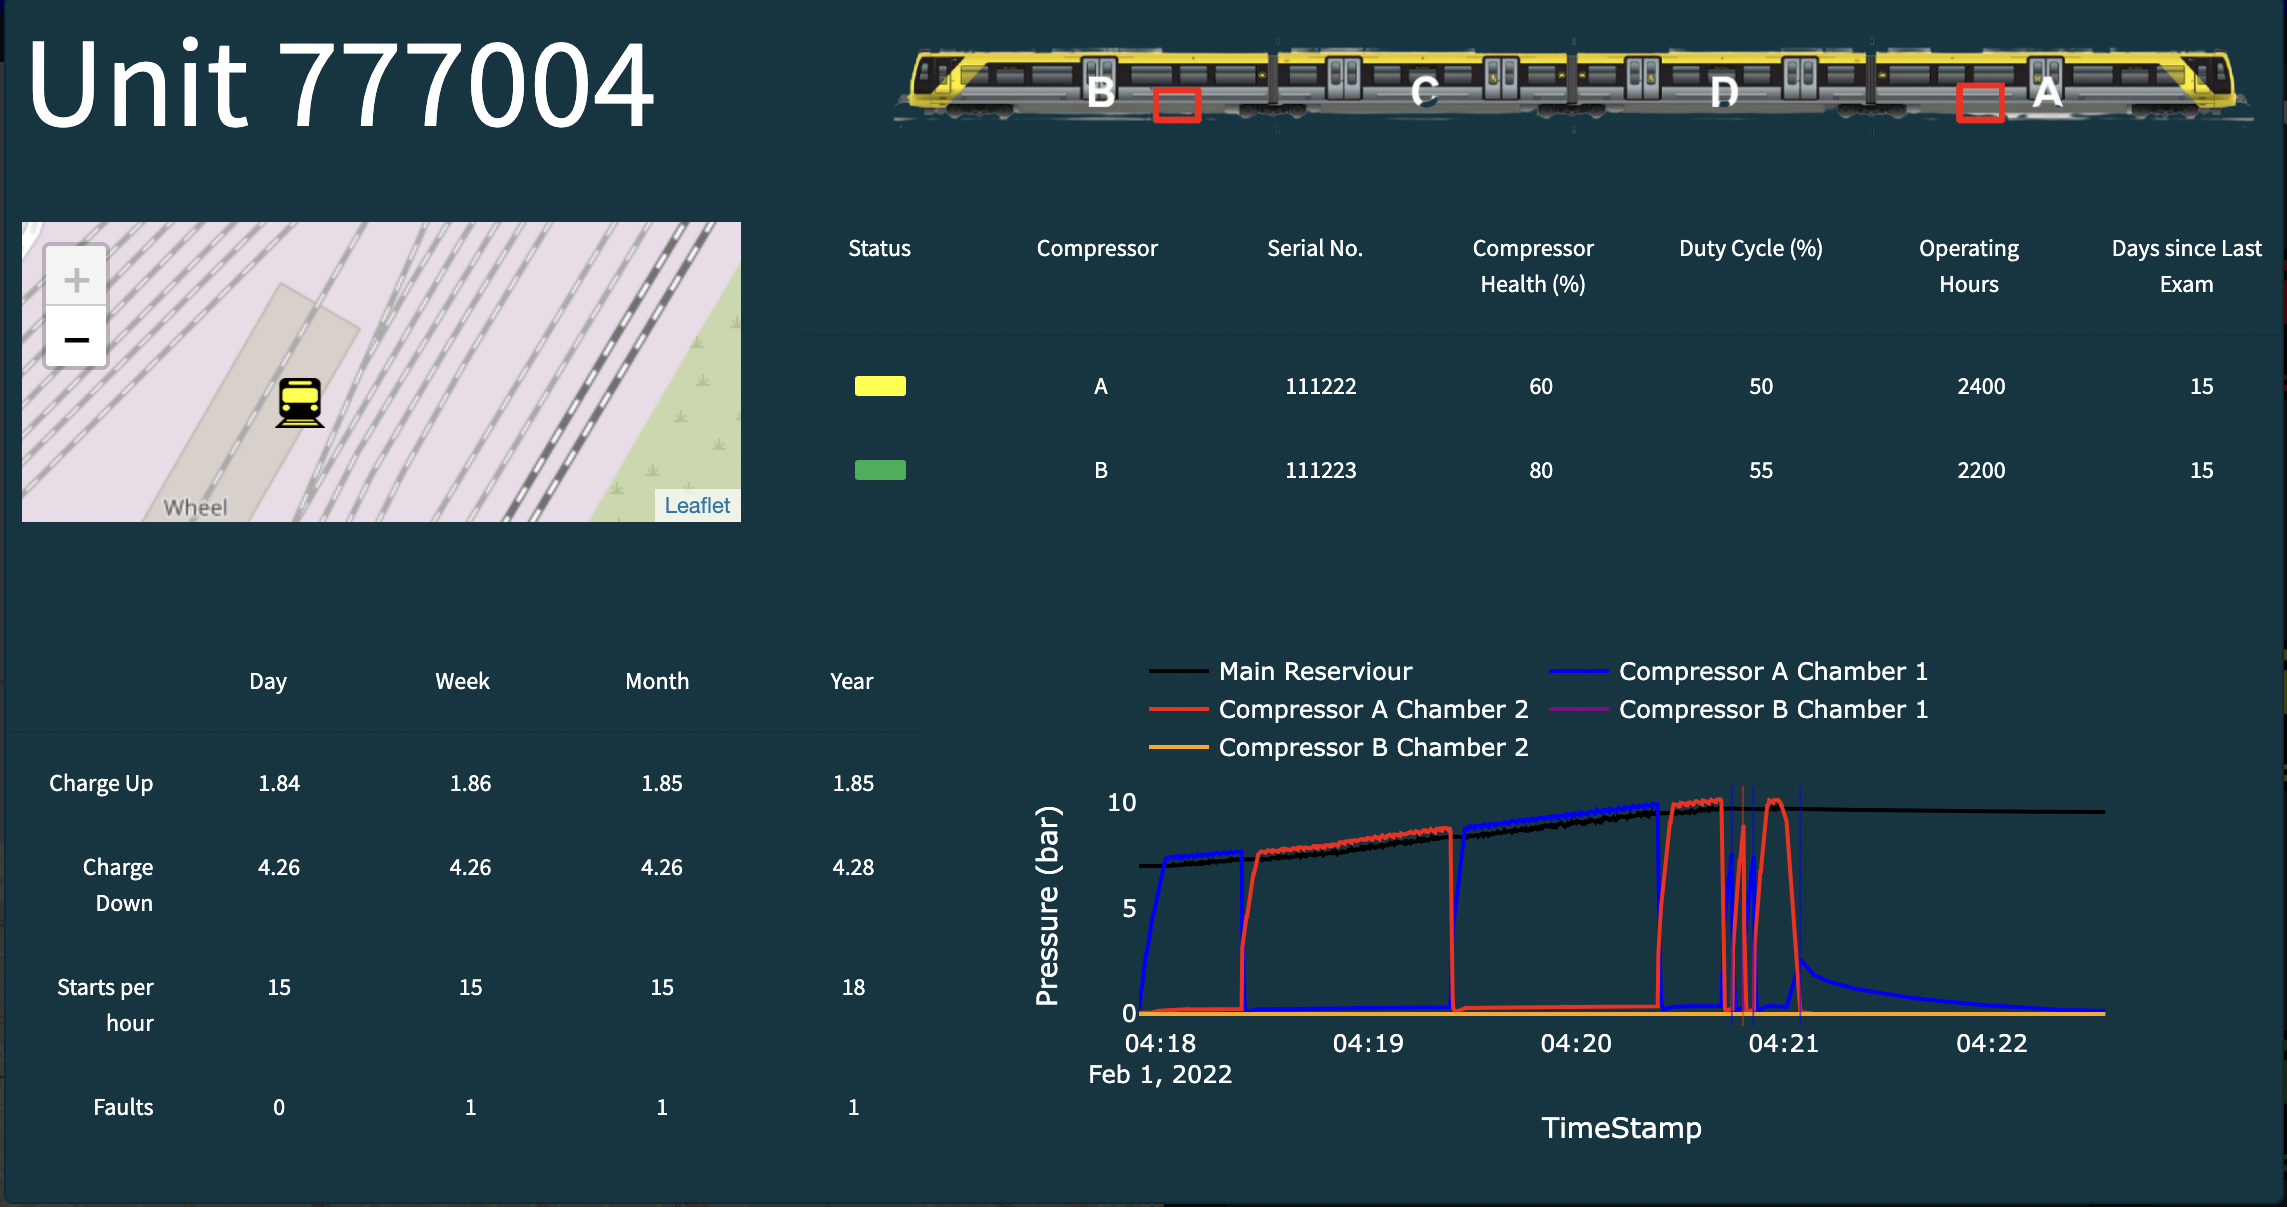 Unit 777004
B C D A
+
−
Wheel
Leaflet
Status Compressor Serial No. Compressor Duty Cycle (%) Operating Days since Last
Health (%) Hours Exam
A 111222 60 50 2400 15
B 111223 80 55 2200 15
Day Week Month Year
Charge Up 1.84 1.86 1.85 1.85
Charge 4.26 4.26 4.26 4.28
Down
Starts per 15 15 15 18
hour
Faults 0 1 1 1
Main Reserviour Compressor A Chamber 1
Compressor A Chamber 2 Compressor B Chamber 1
Compressor B Chamber 2
Pressure (bar)
10
5
0
04:18 04:19 04:20 04:21 04:22
Feb 1, 2022
TimeStamp